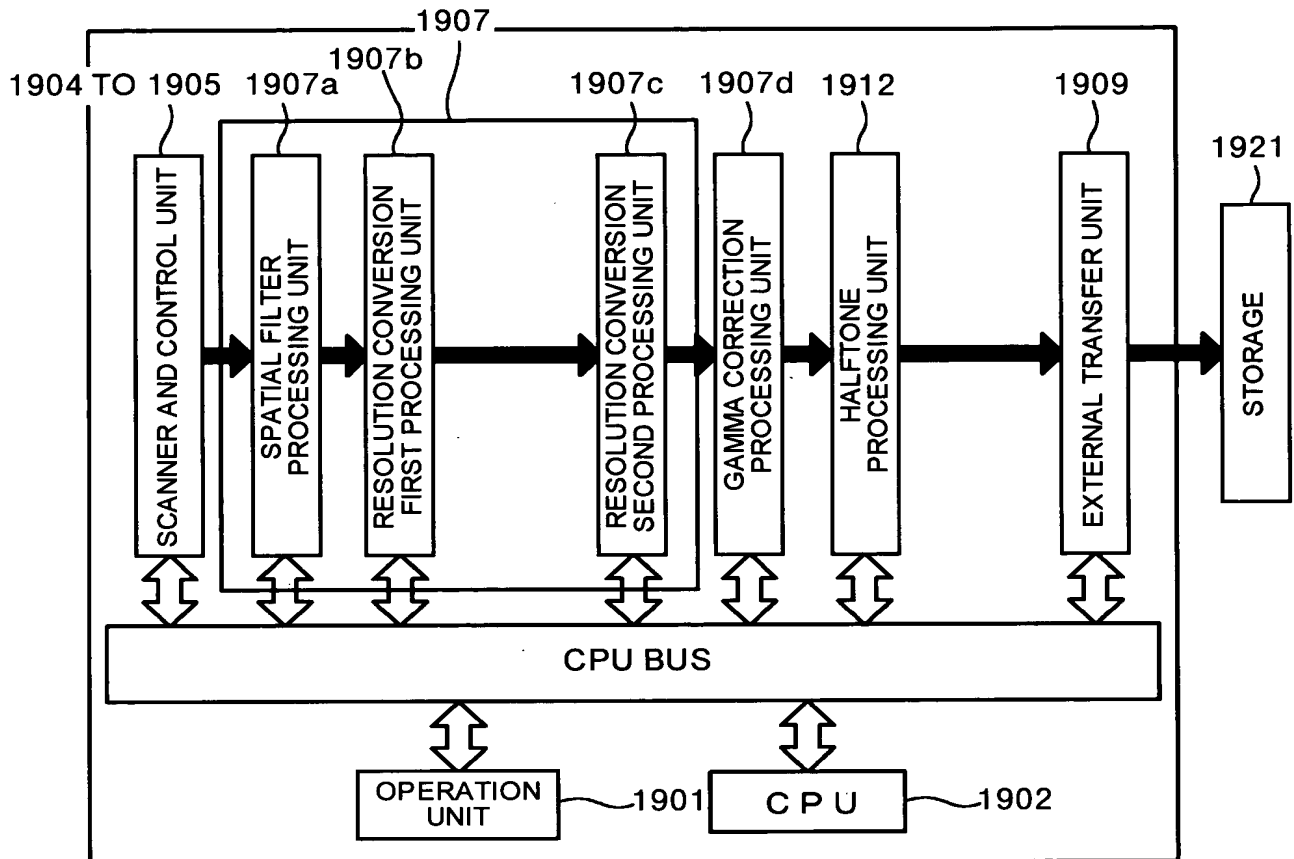 1907
1907b
1904 TO 1905
1907a
1907c
1907d
1912
1909
1921
SCANNER AND CONTROL UNIT
SPATIAL FILTER
PROCESSING UNIT
RESOLUTION CONVERSION
FIRST PROCESSING UNIT
RESOLUTION CONVERSION
SECOND PROCESSING UNIT
GAMMA CORRECTION
PROCESSING UNIT
HALFTONE
PROCESSING UNIT
EXTERNAL TRANSFER UNIT
STORAGE
CPU BUS
OPERATION
UNIT
1901
CPU
1902